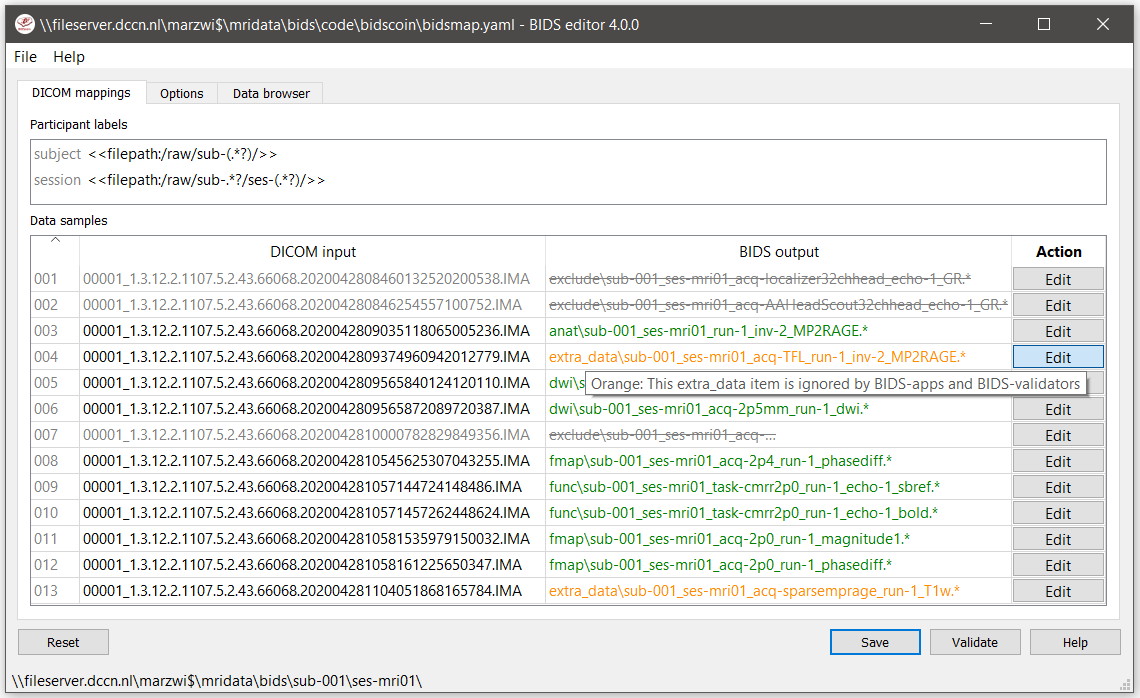 \\fileserver.dccn.nl\marzwi$\mridata\bids\code\bidscoin\bidsmap.yaml - BIDS editor 4.0.0
File Help
DICOM mappings Options Data browser
Participant labels
subject <<filepath:/raw/sub-(.*?)/>>
session <<filepath:/raw/sub-.*?/ses-(.*?)/>>
Data samples
DICOM input BIDS output Action
001 00001_1.3.12.2.1107.5.2.43.66068.2020042808460132520200538.IMA exclude\sub-001_ses-mri01_acq-localizer32chhead_echo-1_GR.* Edit
002 00001_1.3.12.2.1107.5.2.43.66068.202004280846254557100752.IMA exclude\sub-001_ses-mri01_acq-AAHeadScout32chhead_echo-1_GR.* Edit
003 00001_1.3.12.2.1107.5.2.43.66068.2020042809035118065005236.IMA anat\sub-001_ses-mri01_run-1_inv-2_MP2RAGE.* Edit
004 00001_1.3.12.2.1107.5.2.43.66068.2020042809374960942012779.IMA extra_data\sub-001_ses-mri01_acq-TFL_run-1_inv-2_MP2RAGE.* Edit
005 00001_1.3.12.2.1107.5.2.43.66068.2020042809565840124120110.IMA dwi\s
Orange: This extra_data item is ignored by BIDS-apps and BIDS-validators
006 00001_1.3.12.2.1107.5.2.43.66068.2020042809565872089720387.IMA dwi\sub-001_ses-mri01_acq-2p5mm_run-1_dwi.* Edit
007 00001_1.3.12.2.1107.5.2.43.66068.2020042810000782829849356.IMA exclude\sub-001_ses-mri01_acq-... Edit
008 00001_1.3.12.2.1107.5.2.43.66068.2020042810545625307043255.IMA fmap\sub-001_ses-mri01_acq-2p4_run-1_phasediff.* Edit
009 00001_1.3.12.2.1107.5.2.43.66068.202004281057144724148486.IMA func\sub-001_ses-mri01_task-cmrr2p0_run-1_echo-1_sbref.* Edit
010 00001_1.3.12.2.1107.5.2.43.66068.2020042810571457262448624.IMA func\sub-001_ses-mri01_task-cmrr2p0_run-1_echo-1_bold.* Edit
011 00001_1.3.12.2.1107.5.2.43.66068.2020042810581535979150032.IMA fmap\sub-001_ses-mri01_acq-2p0_run-1_magnitude1.* Edit
012 00001_1.3.12.2.1107.5.2.43.66068.202004281058161225650347.IMA fmap\sub-001_ses-mri01_acq-2p0_run-1_phasediff.* Edit
013 00001_1.3.12.2.1107.5.2.43.66068.202004281104051868165784.IMA extra_data\sub-001_ses-mri01_acq-sparsemprage_run-1_T1w.* Edit
Reset Save Validate Help
\\fileserver.dccn.nl\marzwi$\mridata\bids\sub-001\ses-mri01\